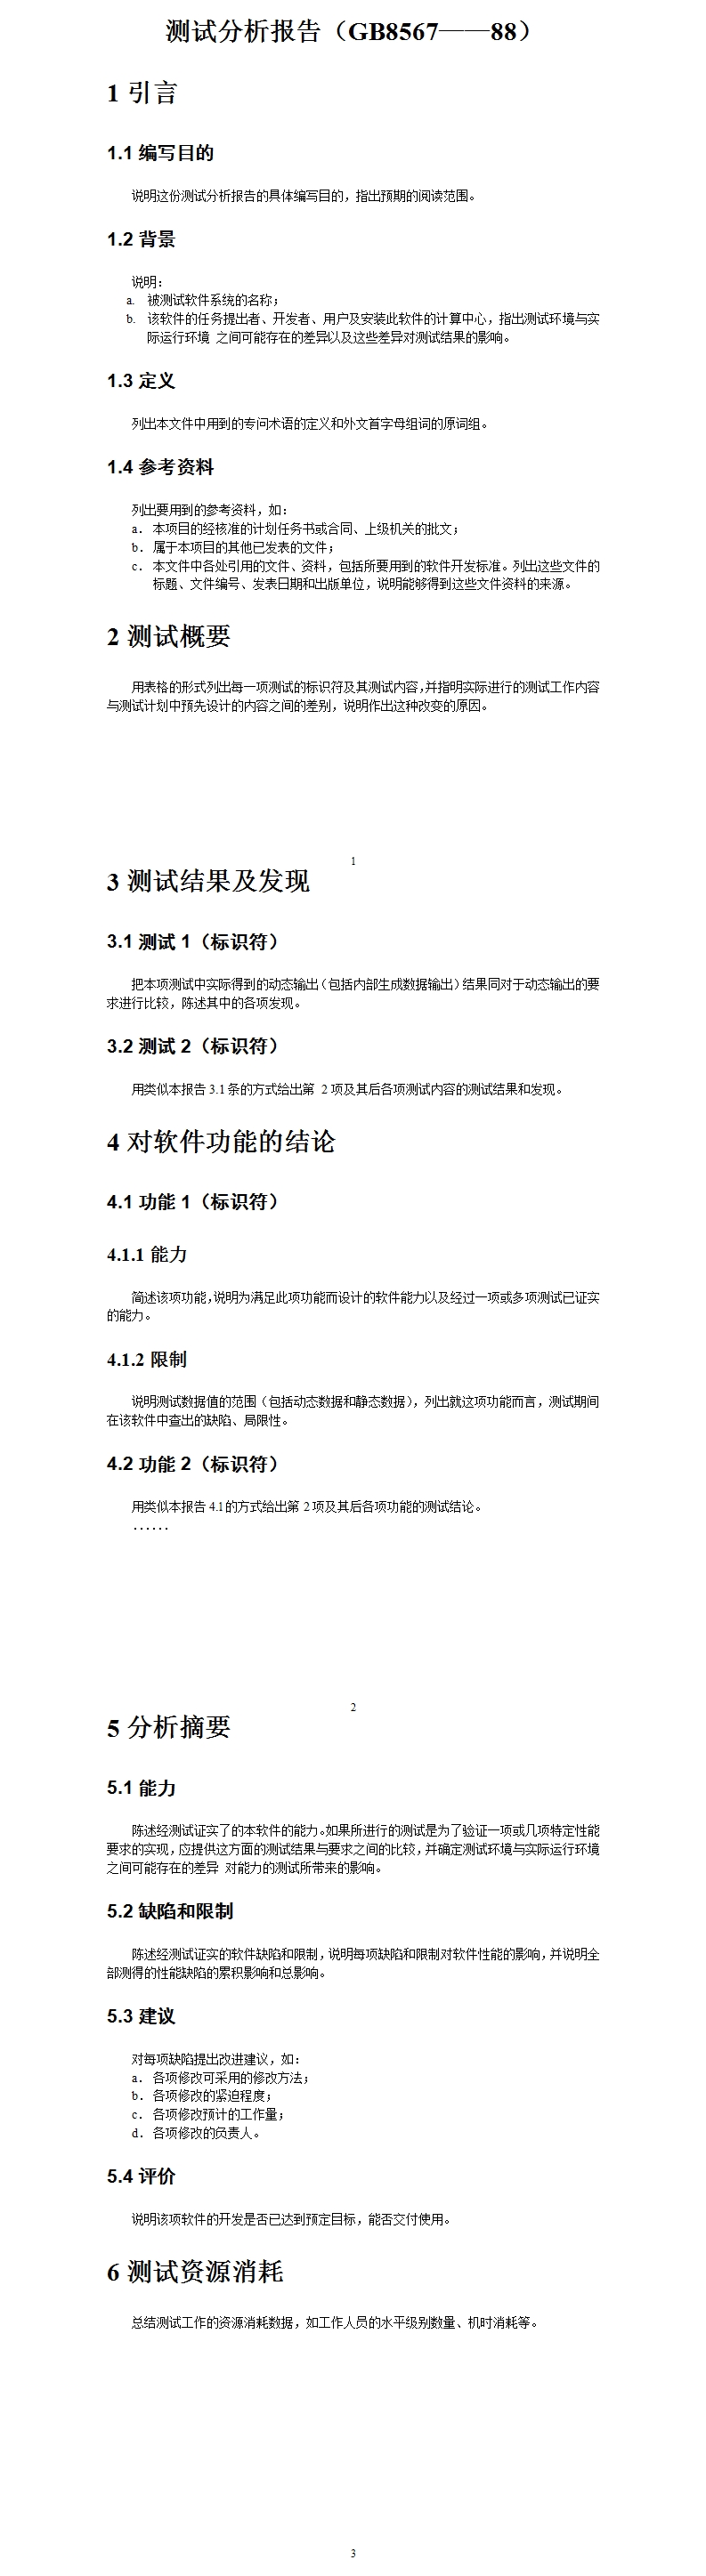 测试分析报告（GB8567——88）
1 引言
1.1 编写目的
说明这份测试分析报告的具体编写目的，指出预期的阅读范围。
1.2 背景
说明：
a. 被测试软件系统的名称；
b. 该软件的任务提出者、开发者、用户及安装此软件的计算中心，指出测试环境与实
际运行环境 之间可能存在的差异以及这些差异对测试结果的影响。
1.3 定义
列出本文件中用到的专问术语的定义和外文首字母组词的原词组。
1.4 参考资料
列出要用到的参考资料，如：
a. 本项目的经核准的计划任务书或合同、上级机关的批文；
b. 属于本项目的其他已发表的文件；
c. 本文件中各处引用的文件、资料，包括所要用到的软件开发标准。列出这些文件的
标题、文件编号、发表日期和出版单位，说明能够得到这些文件资料的来源。
2 测试概要
用表格的形式列出每一项测试的标识符及其测试内容，并指明实际进行的测试工作内容
与测试计划中预先设计的内容之间的差别，说明作出这种改变的原因。
1
3 测试结果及发现
3.1 测试 1（标识符）
把本项测试中实际得到的动态输出（包括内部生成数据输出）结果同对于动态输出的要
求进行比较，陈述其中的各项发现。
3.2 测试 2（标识符）
用类似本报告 3.1 条的方式给出第 2 项及其后各项测试内容的测试结果和发现。
4 对软件功能的结论
4.1 功能 1（标识符）
4.1.1 能力
简述该项功能，说明为满足此项功能而设计的软件能力以及经过一项或多项测试已证实
的能力。
4.1.2 限制
说明测试数据值的范围（包括动态数据和静态数据），列出就这项功能而言，测试期间
在该软件中查出的缺陷、局限性。
4.2 功能 2（标识符）
用类似本报告 4.1 的方式给出第 2 项及其后各项功能的测试结论。
......
2
5 分析摘要
5.1 能力
陈述经测试证实了的本软件的能力。如果所进行的测试是为了验证一项或几项特定性能
要求的实现，应提供这方面的测试结果与要求之间的比较，并确定测试环境与实际运行环境
之间可能存在的差异 对能力的测试所带来的影响。
5.2 缺陷和限制
陈述经测试证实的软件缺陷和限制，说明每项缺陷和限制对软件性能的影响，并说明全
部测得的性能缺陷的累积影响和总影响。
5.3 建议
对每项缺陷提出改进建议，如：
a. 各项修改可采用的修改方法；
b. 各项修改的紧迫程度；
c. 各项修改预计的工作量；
d. 各项修改的负责人。
5.4 评价
说明该项软件的开发是否已达到预定目标，能否交付使用。
6 测试资源消耗
总结测试工作的资源消耗数据，如工作人员的水平级别数量、机时消耗等。
3